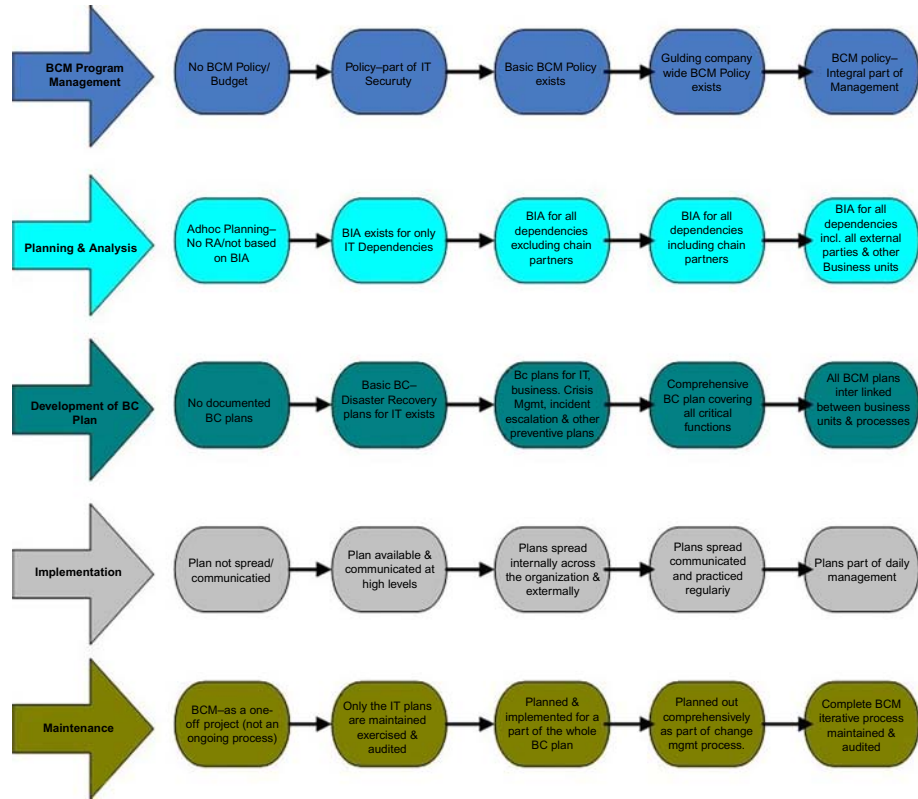 BCM Program
Management
No BCM Policy/
Budget
Policy–part of IT
Securuty
Basic BCM Policy
exists
Gulding company
wide BCM Policy
exists
BCM policy–
Integral part of
Management
Planning & Analysis
Adhoc Planning–
No RA/not based
on BIA
BIA exists for only
IT Dependencies
BIA for all
dependencies
excluding chain
partners
BIA for all
dependencies
including chain
partners
BIA for all
dependencies
incl. all external
parties & other
Business units
Development of BC
Plan
No documented
BC plans
Basic BC–
Disaster Recovery
plans for IT exists
Bc plans for IT,
business. Crisis
Mgmt, incident
escalation & other
preventive plans
Comprehensive
BC plan covering
all critical
functions
All BCM plans
inter linked
between business
units & processes
Implementation
Plan not spread/
communicatied
Plan available &
communicated at
high levels
Plans spread
internally across
the organization &
extermally
Plans spread
communicated
and practiced
regulariy
Plans part of daily
management
Maintenance
BCM–as a one-
off project (not an
ongoing process)
Only the IT plans
are maintained
exercised &
audited
Planned &
implemented for a
part of the whole
BC plan
Planned out
comprehensively
as part of change
mgmt process.
Complete BCM
iterative process
maintained &
audited